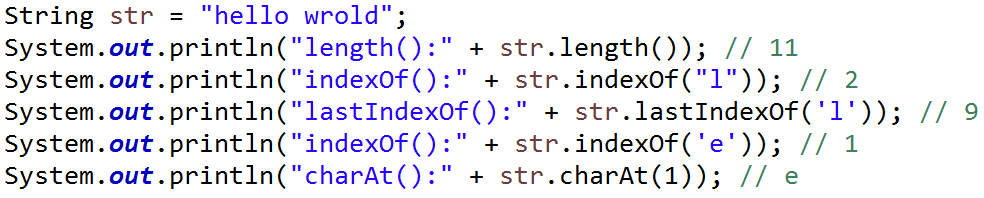 String str = "hello wrold";
System.out.println("length():" + str.length()); // 11
System.out.println("indexOf():" + str.indexOf("l")); // 2
System.out.println("lastIndexOf():" + str.lastIndexOf('l')); // 9
System.out.println("indexOf():" + str.indexOf('e')); // 1
System.out.println("charAt():" + str.charAt(1)); // e